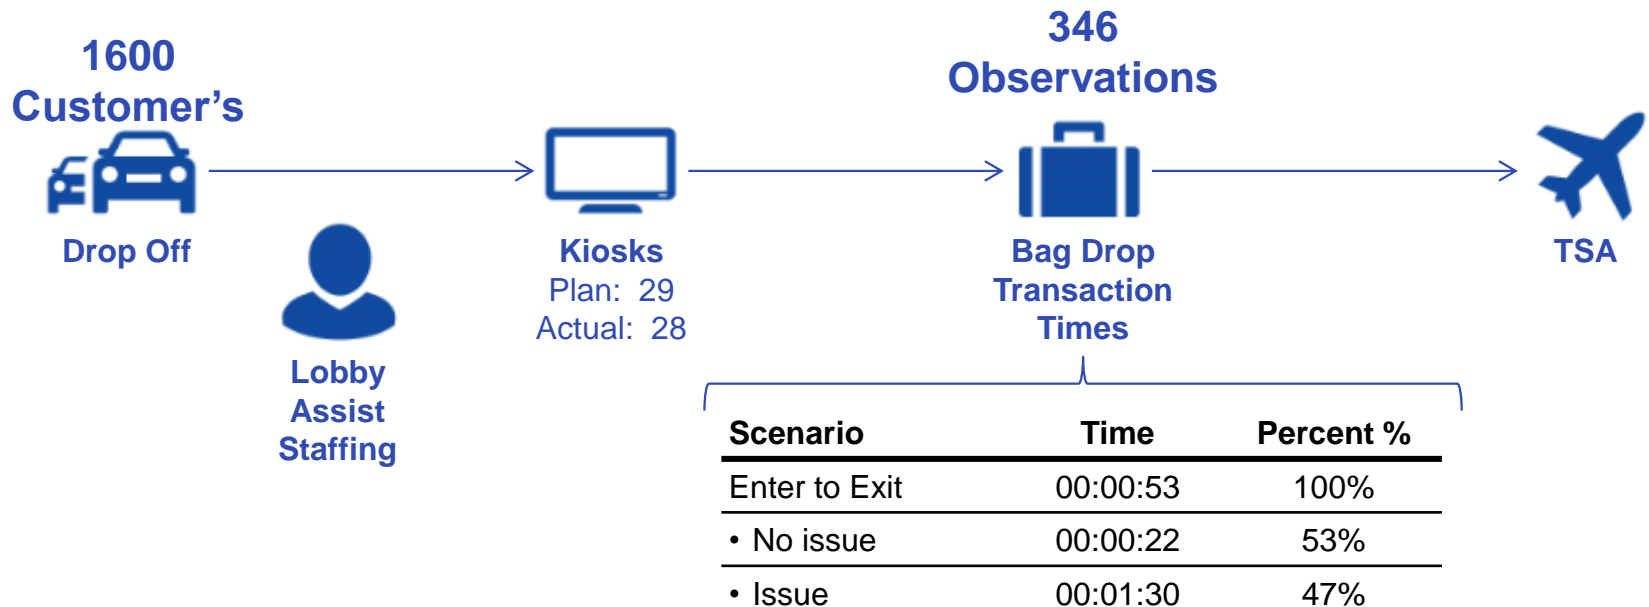 1600
Customer’s
346
Observations
Drop Off
Lobby
Assist
Staffing
Kiosks
Plan: 29
Actual: 28
Bag Drop
Transaction
Times
TSA
Scenario Time Percent %
Enter to Exit 00:00:53 100%
• No issue 00:00:22 53%
• Issue 00:01:30 47%